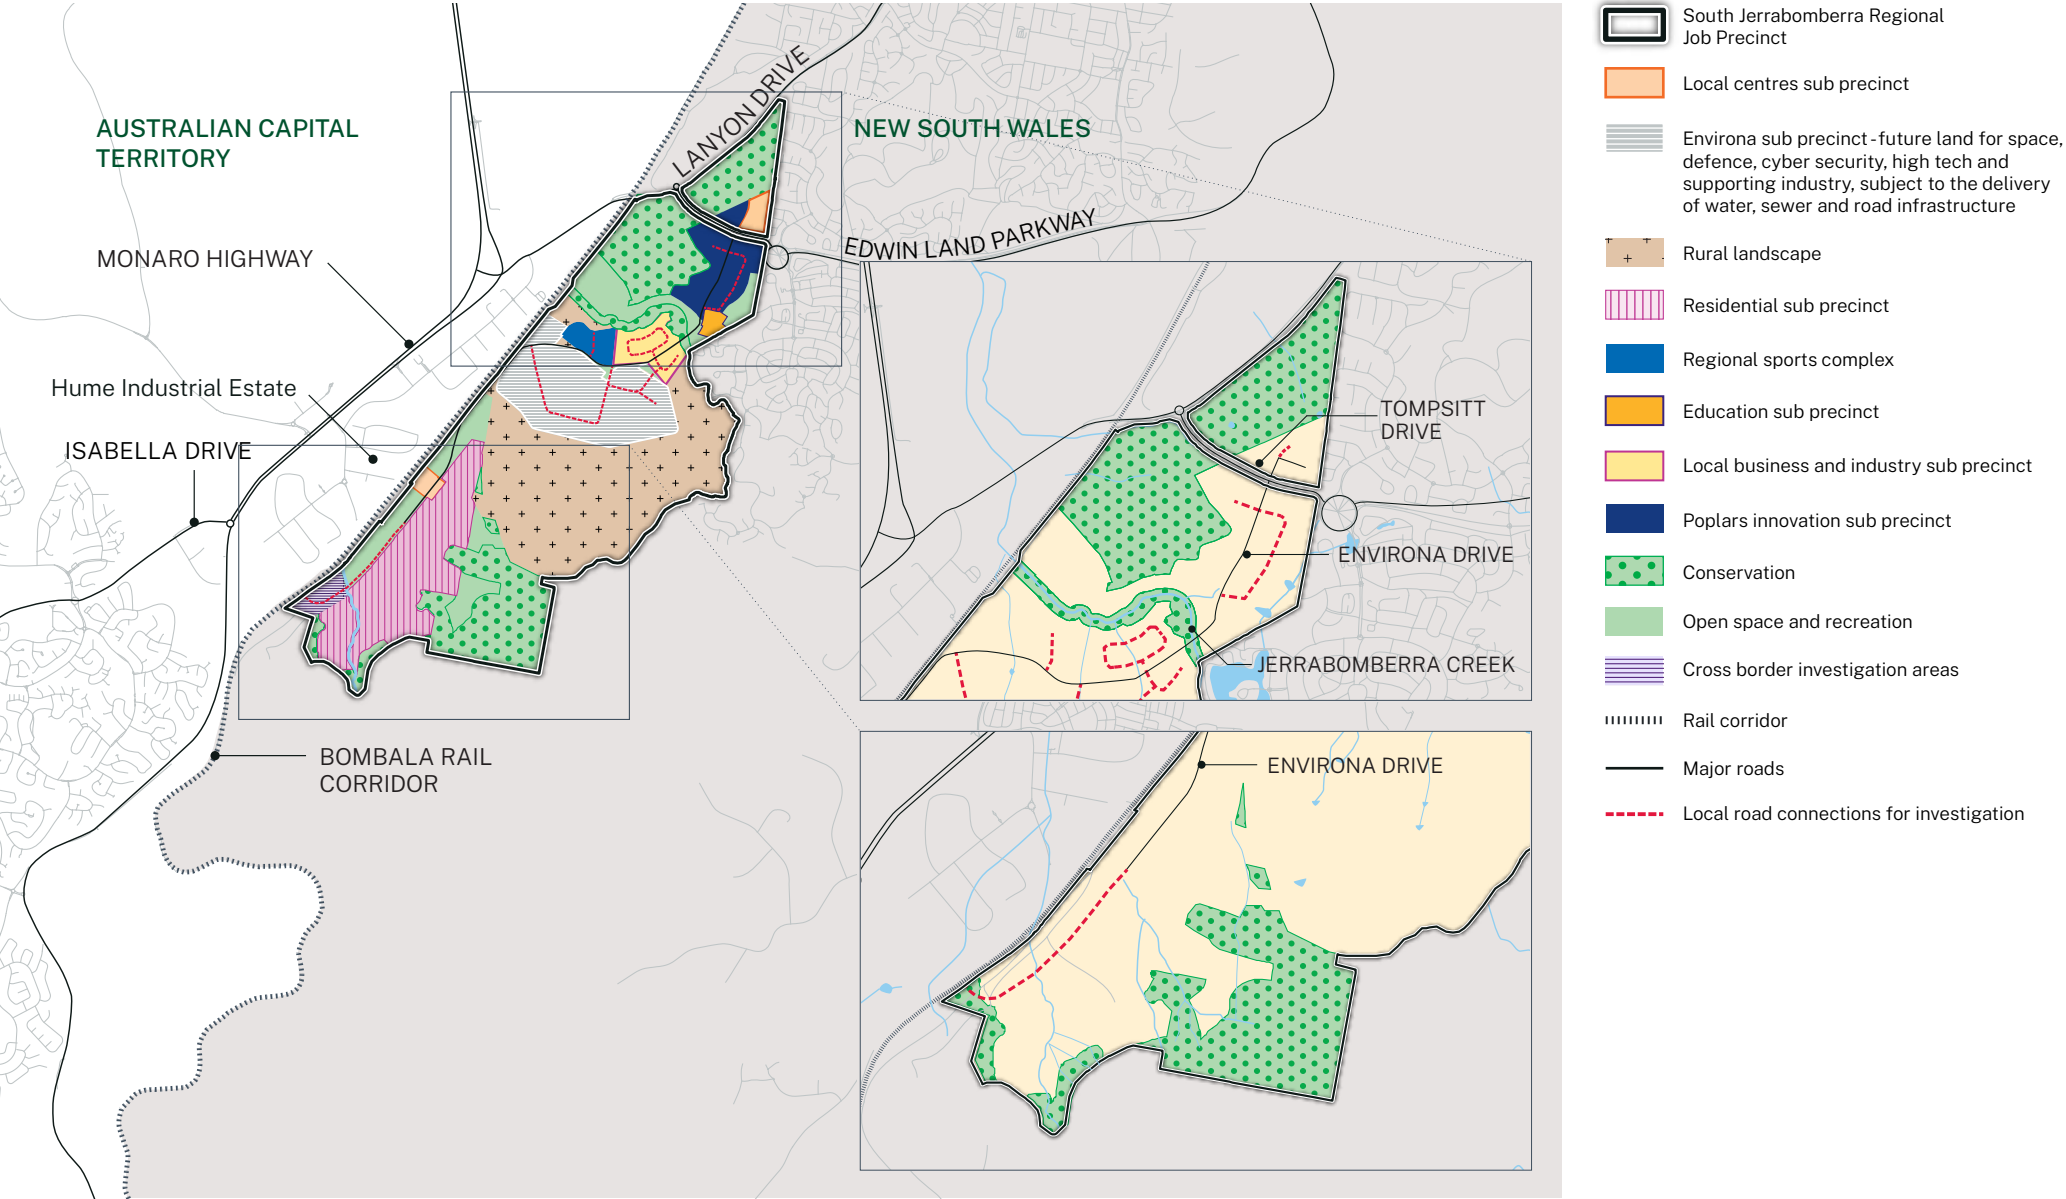 AUSTRALIAN CAPITAL
TERRITORY
NEW SOUTH WALES
LANYON DRIVE
EDWIN LAND PARKWAY
MONARO HIGHWAY
Hume Industrial Estate
ISABELLA DRIVE
BOMBALA RAIL
CORRIDOR
TOMPSITT
DRIVE
ENVIRONA DRIVE
JERRABOMBERRA CREEK
ENVIRONA DRIVE
South Jerrabomberra Regional
Job Precinct
Local centres sub precinct
Environa sub precinct - future land for space,
defence, cyber security, high tech and
supporting industry, subject to the delivery
of water, sewer and road infrastructure
Rural landscape
Residential sub precinct
Regional sports complex
Education sub precinct
Local business and industry sub precinct
Poplars innovation sub precinct
Conservation
Open space and recreation
Cross border investigation areas
Rail corridor
Major roads
Local road connections for investigation